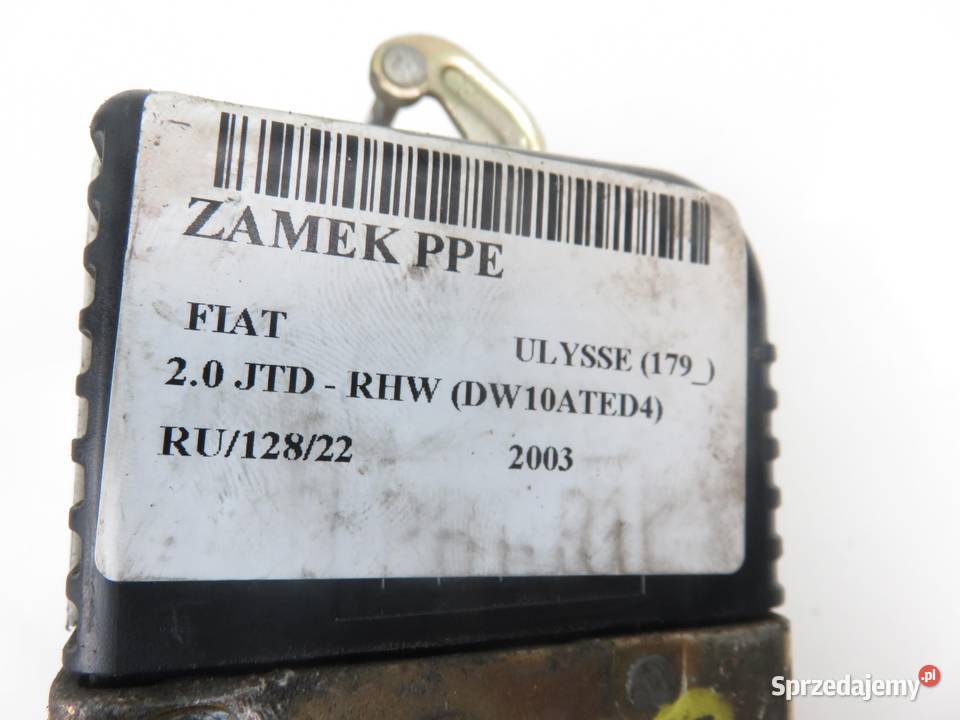 ZAMEK PPE
FIAT
ULYSSE (179_)
2.0 JTD - RHW (DW10ATED4)
RU/128/22
2003
Sprzedajemy.pl